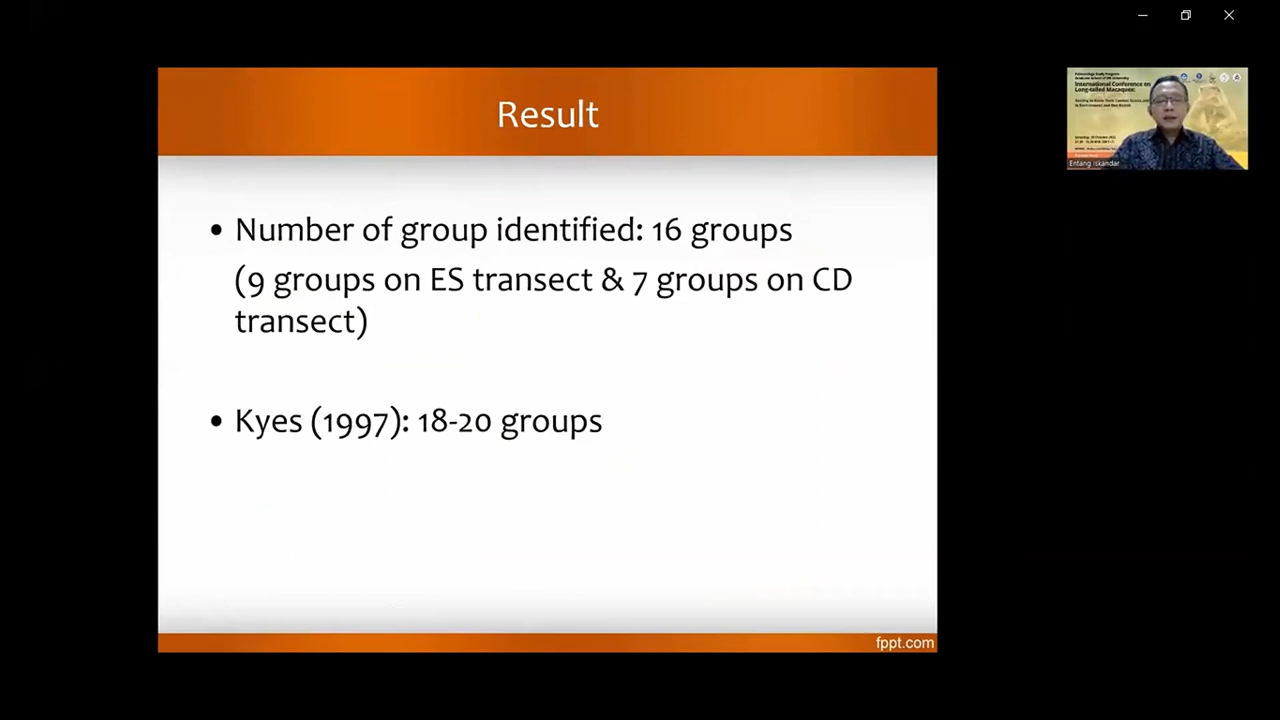 Result
• Number of group identified: 16 groups
(9 groups on ES transect & 7 groups on CD
transect)
• Kyes (1997): 18-20 groups
fppt.com
International Conference on
Long-tailed Macaques:
Entang Iskandar